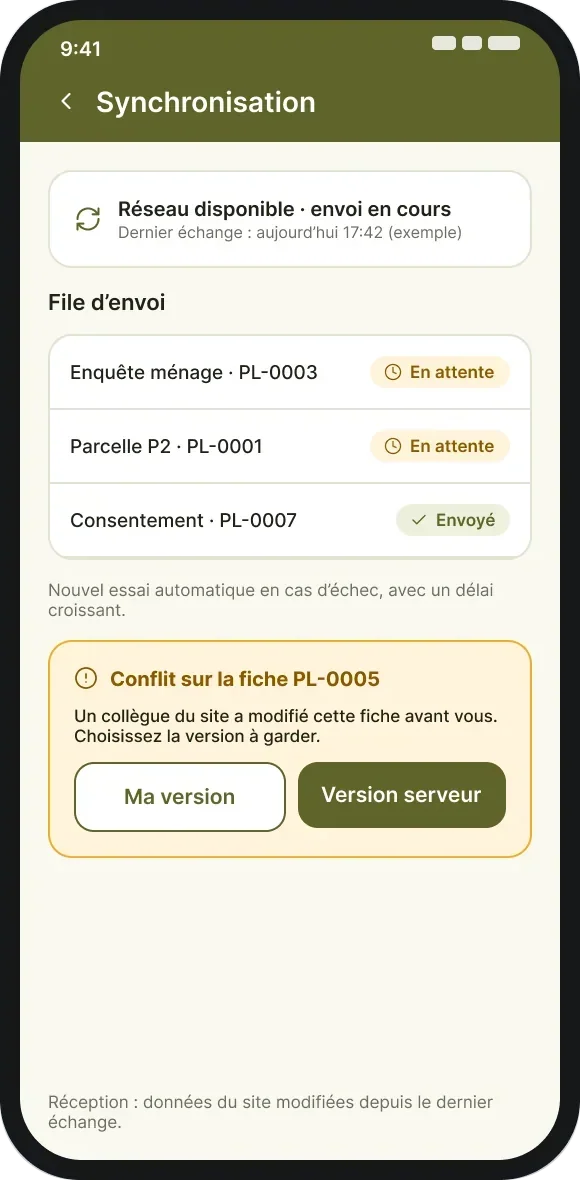 9:41
Synchronisation
Réseau disponible · envoi en cours
Dernier échange : aujourd’hui 17:42 (exemple)
File d’envoi
Enquête ménage · PL-0003
En attente
Parcelle P2 · PL-0001
En attente
Consentement · PL-0007
Envoyé
Nouvel essai automatique en cas d’échec, avec un délai
croissant.
Conflit sur la fiche PL-0005
Un collègue du site a modifié cette fiche avant vous.
Choisissez la version à garder.
Ma version
Version serveur
Réception : données du site modifiées depuis le dernier
échange.